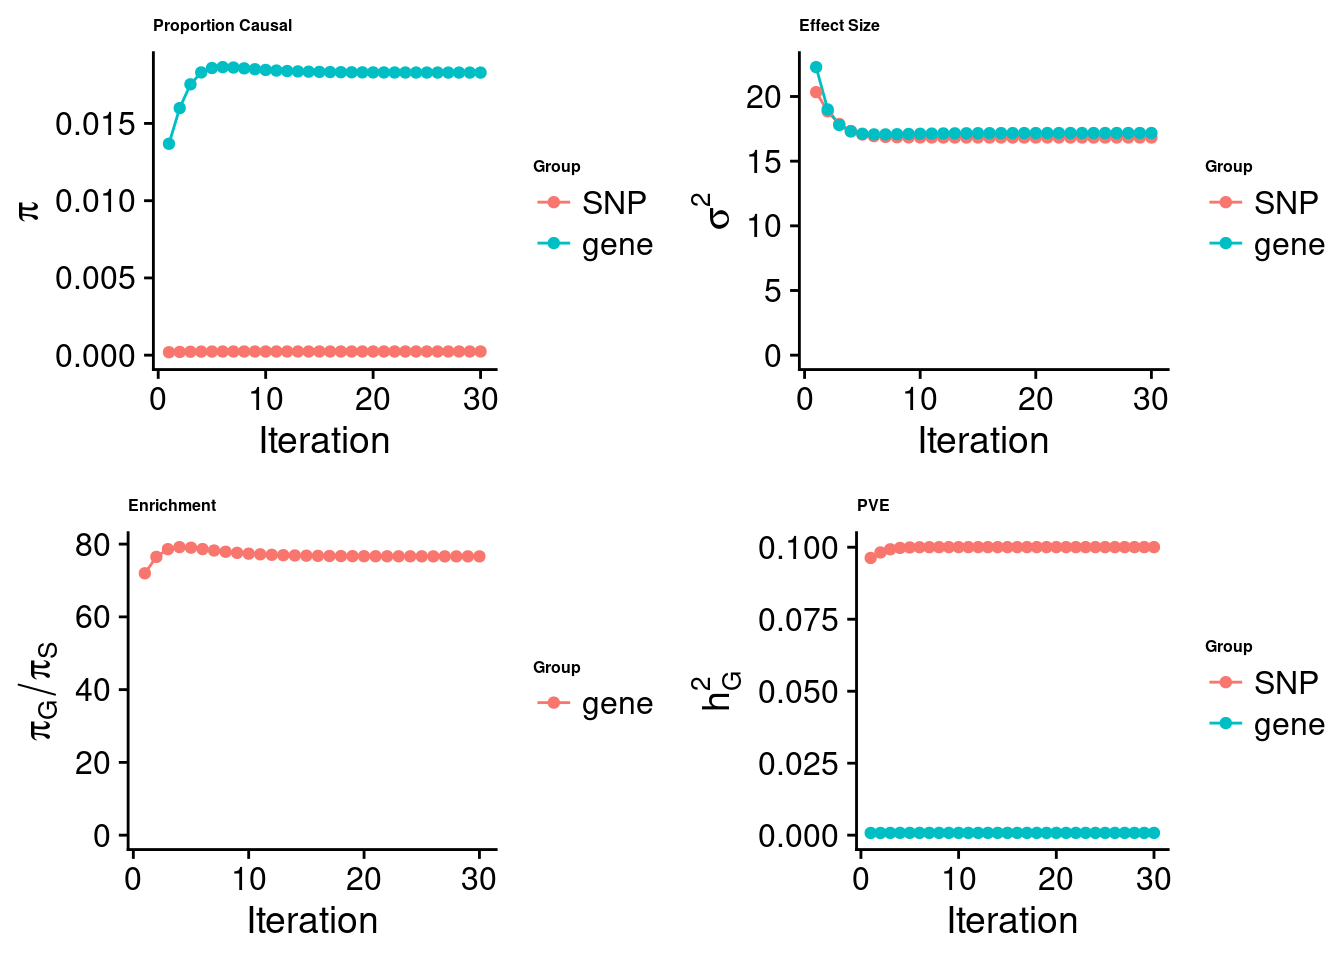 Proportion Causal
π
0.015
0.010
0.005
0.000
0
10
20
30
Iteration
Group
SNP
gene
Effect Size
σ²
20
15
10
5
0
0
10
20
30
Iteration
Group
SNP
gene
Enrichment
π_G/π_S
80
60
40
20
0
0
10
20
30
Iteration
Group
gene
PVE
h²_G
0.100
0.075
0.050
0.025
0.000
0
10
20
30
Iteration
Group
SNP
gene